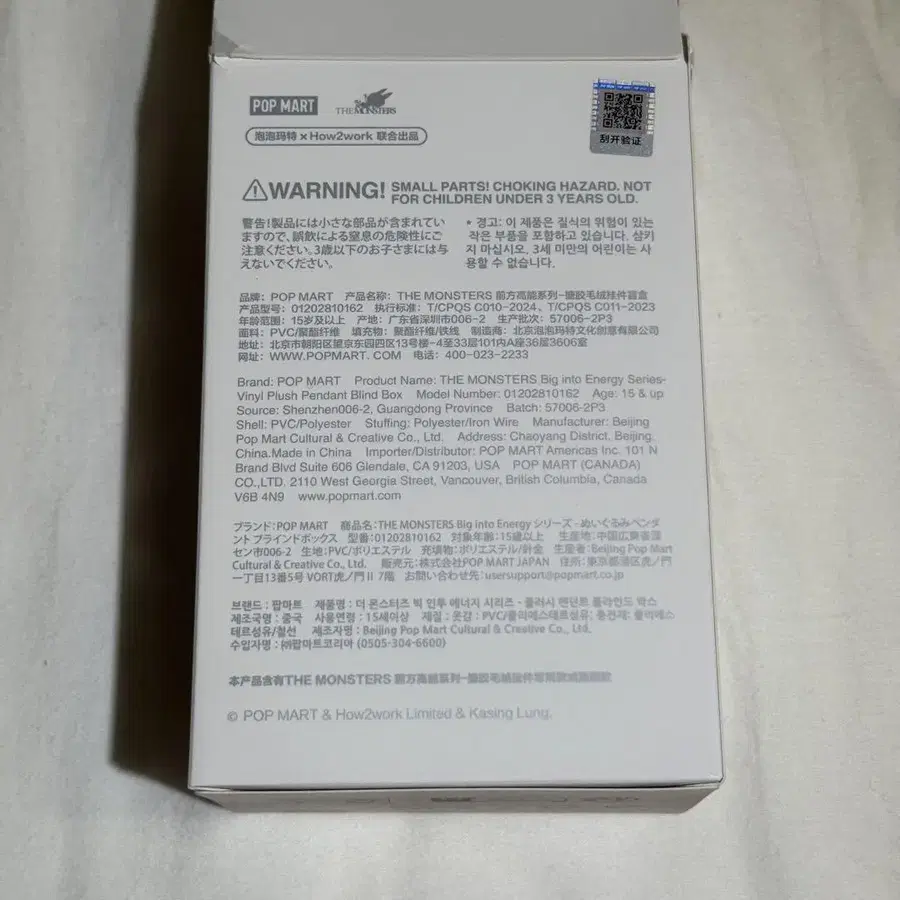 POP MART THE MONSTERS
泡泡玛特 × How2work 联合出品
刮开验证
WARNING! SMALL PARTS! CHOKING HAZARD. NOT FOR CHILDREN UNDER 3 YEARS OLD.
警告!製品には小さな部品が含まれてい
ますので、誤飲による窒息の危険性にご
注意ください。3歳以下のお子さまには与
えないでください。
* 경고: 이 제품은 질식의 위험이 있는
작은 부품을 포함하고 있습니다. 삼키
지 마십시오. 3세 미만의 어린이는 사
용할 수 없습니다.
品牌: POP MART 产品名称: THE MONSTERS 前方高能系列-搪胶毛绒挂件盲盒
产品型号: 01202810162 执行标准: T/CPQS C010-2024、T/CPQS C011-2023
年龄范围: 15岁及以上 产地: 广东省深圳市006-2 生产批次: 57006-2P3
面料: PVC/聚酯纤维 填充物: 聚酯纤维/铁线 制造商: 北京泡泡玛特文化创意有限公司
地址: 北京市朝阳区望京东园四区13号楼-4至33层101内A座36层3606室
网址: WWW.POPMART.COM 电话: 400-023-2233
Brand: POP MART Product Name: THE MONSTERS Big into Energy Series-
Vinyl Plush Pendant Blind Box Model Number: 01202810162 Age: 15 & up
Source: Shenzhen006-2, Guangdong Province Batch: 57006-2P3
Shell: PVC/Polyester Stuffing: Polyester/Iron Wire Manufacturer: Beijing
Pop Mart Cultural & Creative Co., Ltd. Address: Chaoyang District, Beijing,
China.Made in China Importer/Distributor: POP MART Americas Inc. 101 N
Brand Blvd Suite 606 Glendale, CA 91203, USA POP MART (CANADA)
CO.,LTD. 2110 West Georgia Street, Vancouver, British Columbia, Canada
V6B 4N9 www.popmart.com
ブランド:POP MART 商品名:THE MONSTERS Big into Energy シリーズ - ぬいぐるみペンダ
ント ブラインドボックス 型番:01202810162 対象年齢:15歳以上 生産地:中国広東省深
セン市006-2 生地:PVC/ポリエステル 充填物:ポリエステル/針金 生産者:Beijing Pop Mart
Cultural & Creative Co., Ltd. 販売元:株式会社POP MART JAPAN 住所:東京都港区虎ノ門
一丁目13番5号 VORT虎ノ門II 7階 お問い合わせ先:usersupport@popmart.co.jp
브랜드 : 팝마트 제품명 : 더 몬스터즈 빅 인투 에너지 시리즈 - 플러시 펜던트 블라인드 박스
제조국명 : 중국 사용연령 : 15세이상 재질 : 옷감 : PVC/폴리에스테르섬유; 충전재: 폴리에스
테르섬유/철선 제조자명 : Beijing Pop Mart Cultural & Creative Co., Ltd.
수입자명 : ㈜팝마트코리아 (0505-304-6600)
本产品含有THE MONSTERS 前方高能系列-搪胶毛绒挂件
© POP MART & How2work Limited & Kasing Lung.